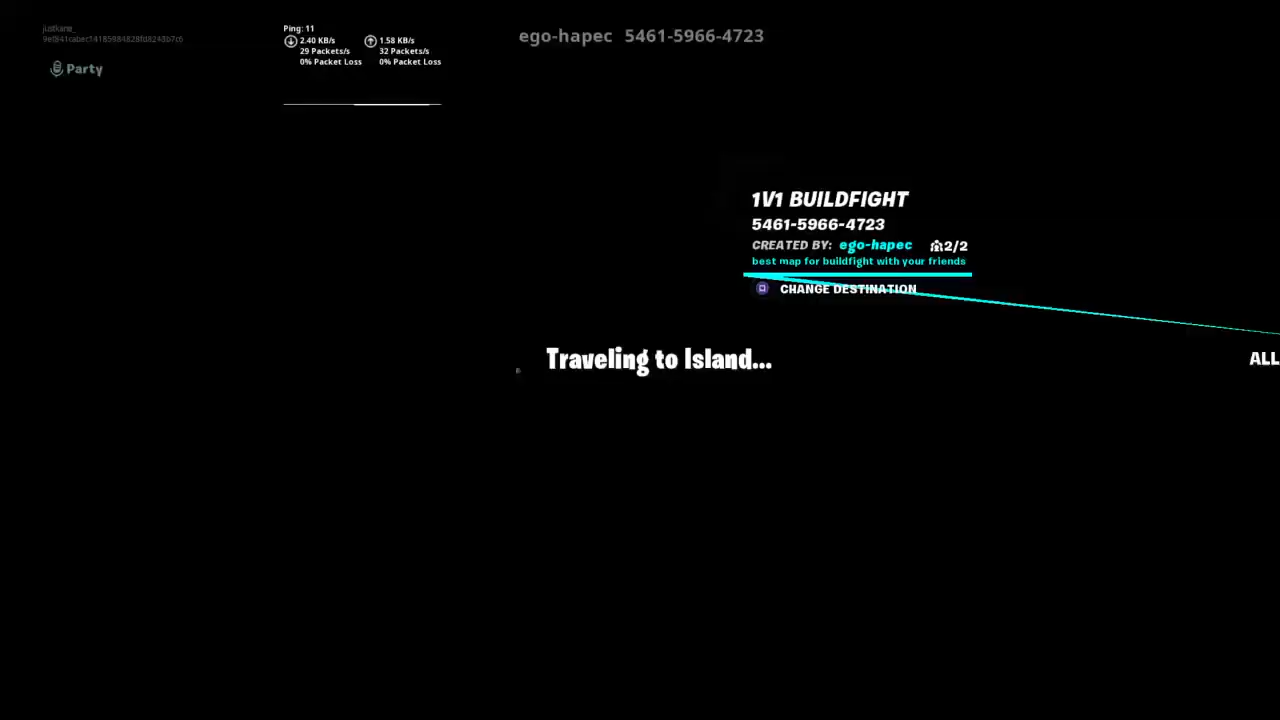 Ping: 11
2.40 KB/s
1.58 KB/s
29 Packets/s
32 Packets/s
0% Packet Loss
0% Packet Loss
ego-hapec 5461-5966-4723
Party
1V1 BUILDFIGHT
5461-5966-4723
CREATED BY: ego-hapec 2/2
best map for buildfight with your friends
CHANGE DESTINATION
Traveling to Island...
ALL